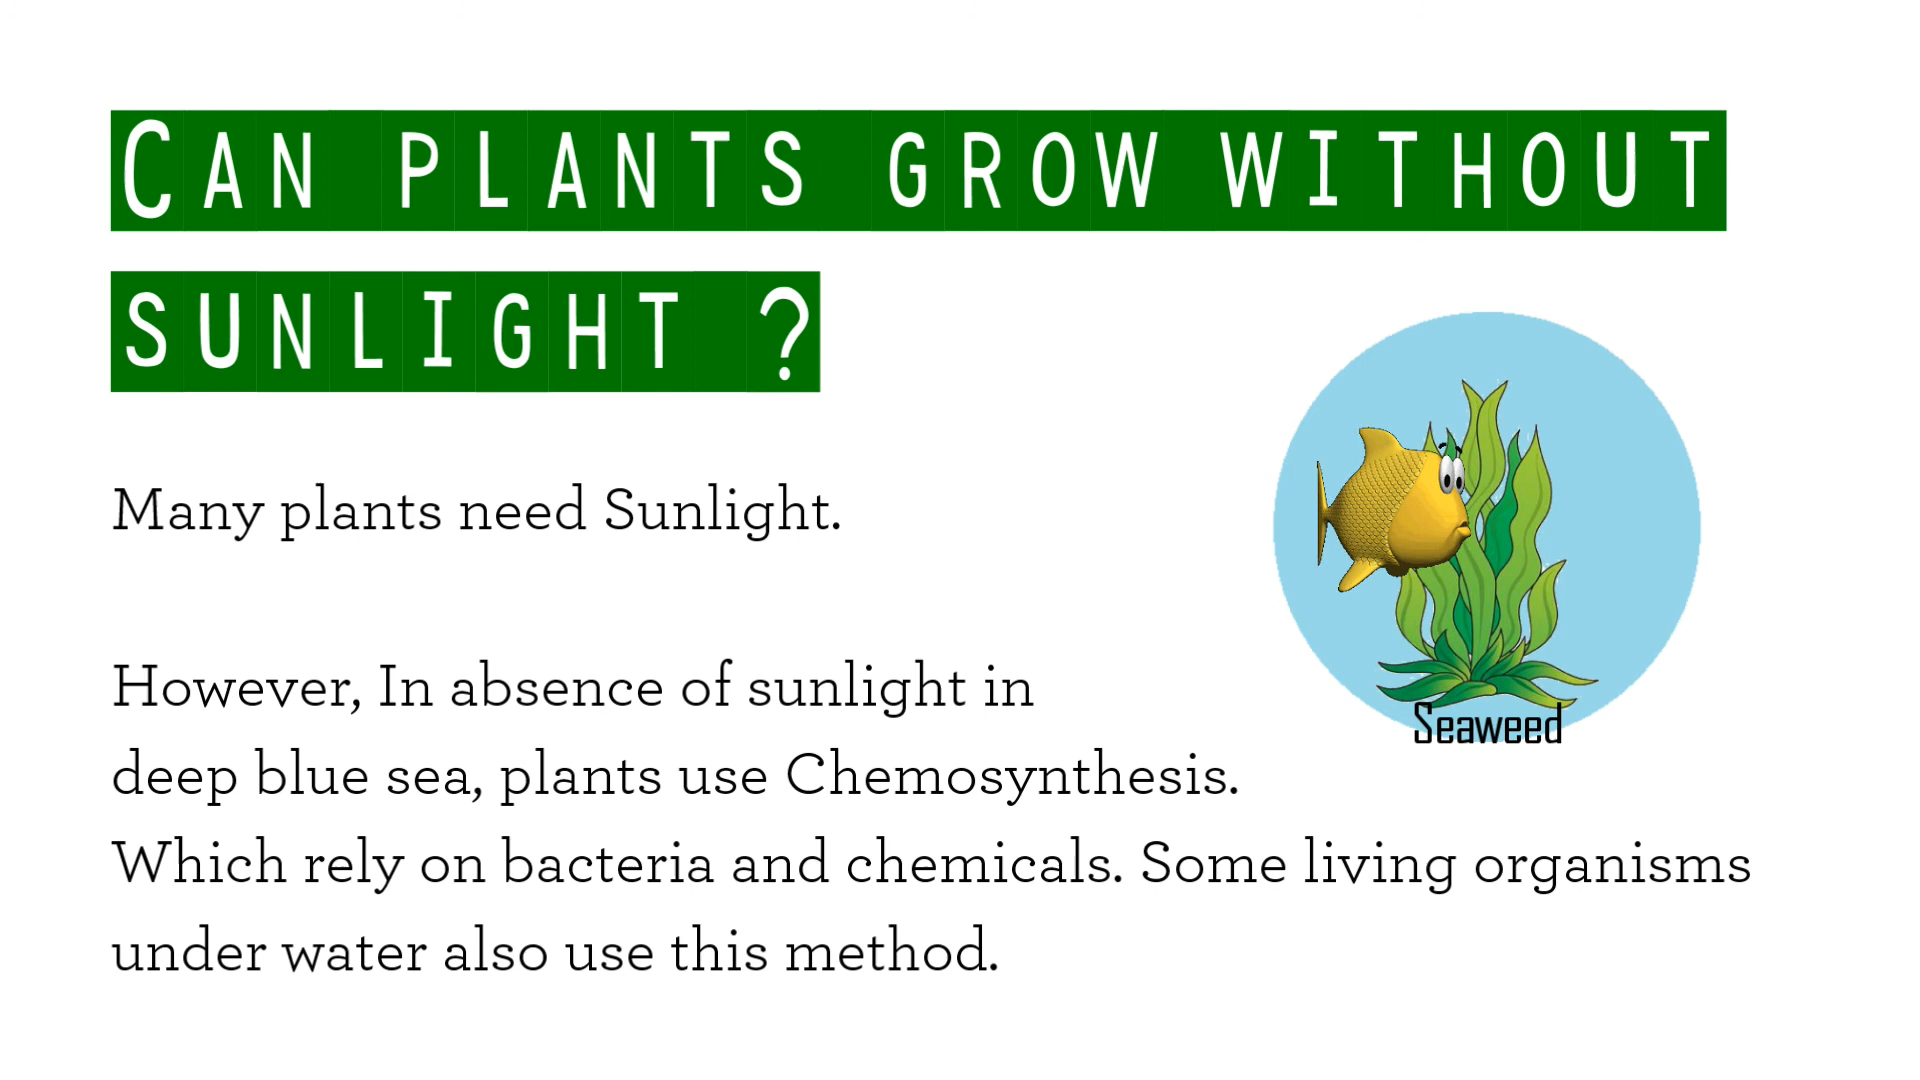 Can plants grow without
sunlight ?
Many plants need Sunlight.
However, In absence of sunlight in
deep blue sea, plants use Chemosynthesis.
Which rely on bacteria and chemicals. Some living organisms
under water also use this method.
Seaweed